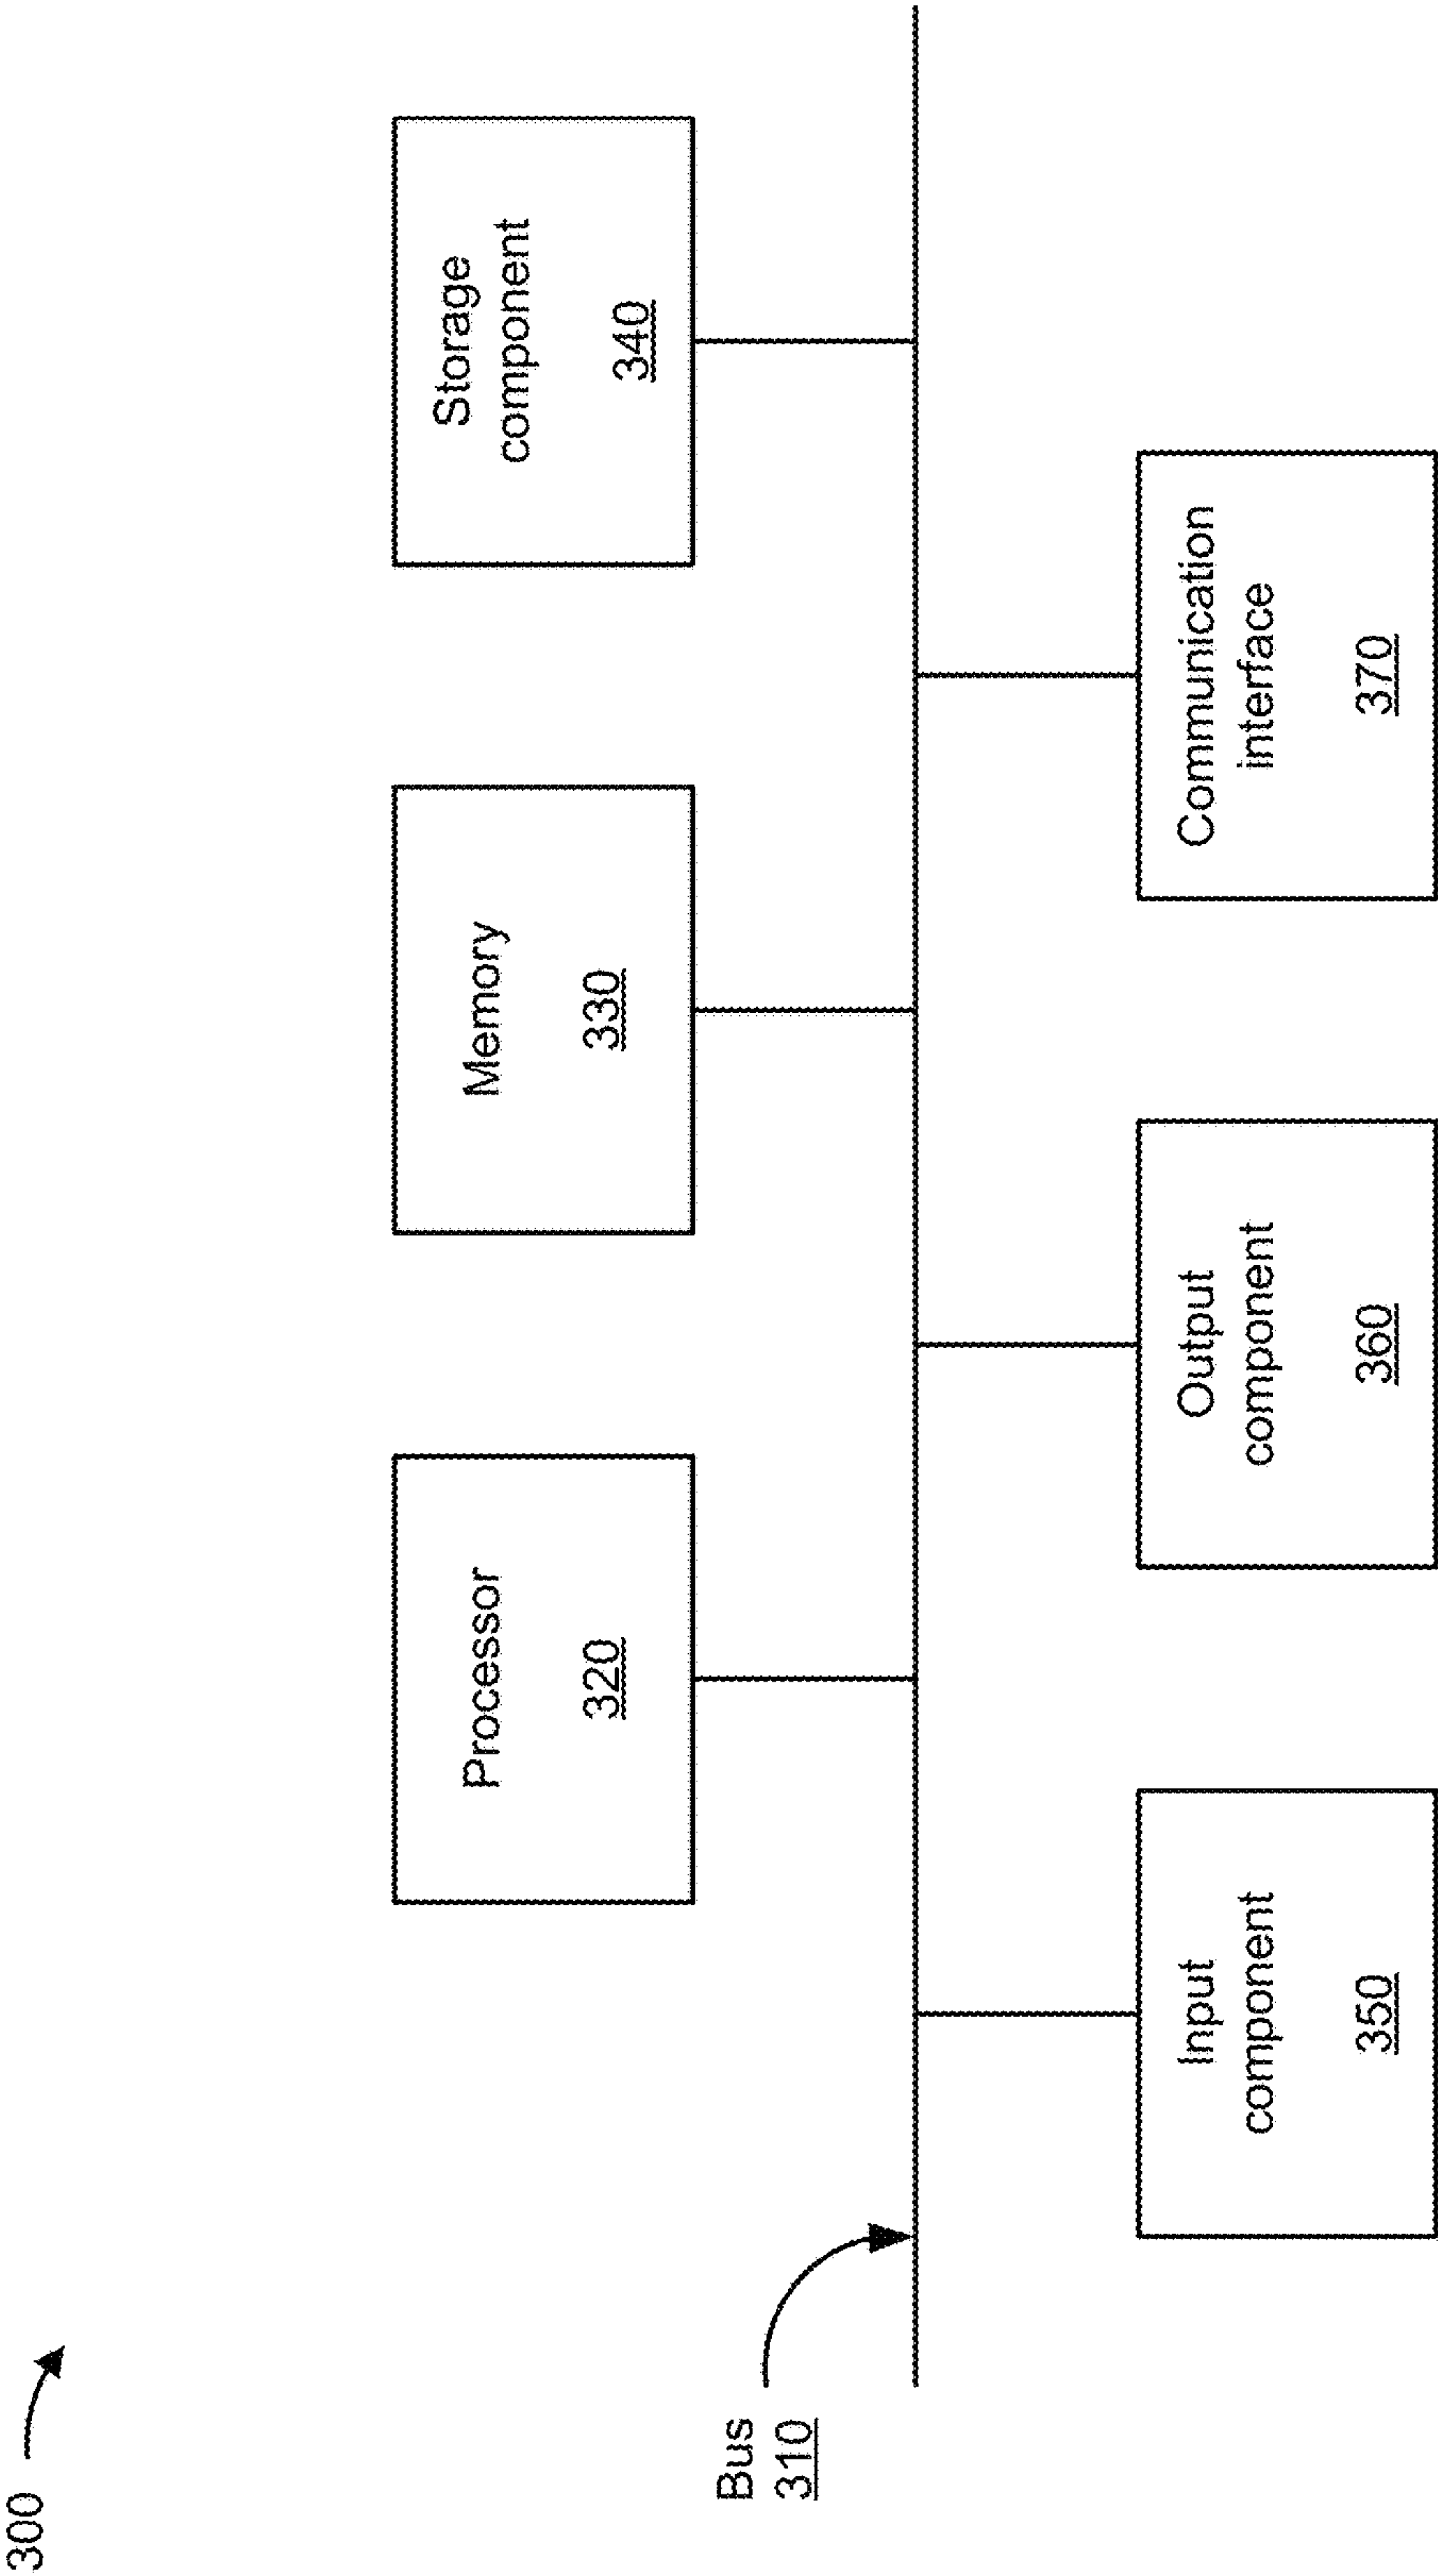 300
Processor
320
Memory
330
Storage
component
340
Bus
310
Input
component
350
Output
component
360
Communication
interface
370